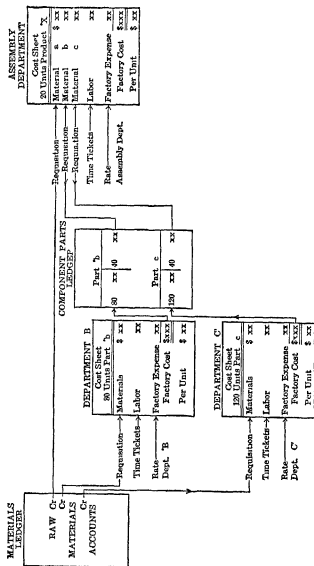 MATERIALS
LEDGER
RAW Cr
Cr
MATERIALS
Cr
ACCOUNTS
Requisition
Time Tickets
Rate
Dept. "B
DEPARTMENT B
Cost Sheet
80 Units Part "b
Materials $ xx
Labor xx
Factory Expense xx
Factory Cost $xxx
Per Unit $ xx
Requisition
Time Tickets
Rate
Dept. C'
DEPARTMENT C'
Cost Sheet
120 Units Part c
Materials $ xx
Labor xx
Factory Expense xx
Factory Cost $xxx
Per Unit $ xx
COMPONENT PARTS
LEDGER
Part "b
80 xx 40 xx
Part c
120 xx 40 xx
Requisition
Requisition
Requisition
Time Tickets
Rate
Assembly Dept.
ASSEMBLY
DEPARTMENT
Cost Sheet
20 Units Product "X
Material a $ xx
Material b xx
Material c xx
Labor xx
Factory Expense xx
Factory Cost $xxx
Per Unit $ xx